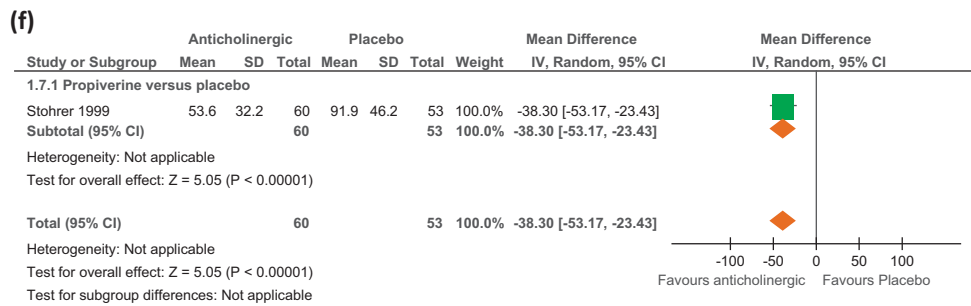 (f)
Anticholinergic Placebo Mean Difference Mean Difference
Study or Subgroup Mean SD Total Mean SD Total Weight IV, Random, 95% CI IV, Random, 95% CI
1.7.1 Propiverine versus placebo
Stohrer 1999 53.6 32.2 60 91.9 46.2 53 100.0% -38.30 [-53.17, -23.43]
Subtotal (95% CI) 60 53 100.0% -38.30 [-53.17, -23.43]
Heterogeneity: Not applicable
Test for overall effect: Z = 5.05 (P < 0.00001)
Total (95% CI) 60 53 100.0% -38.30 [-53.17, -23.43]
Heterogeneity: Not applicable
Test for overall effect: Z = 5.05 (P < 0.00001)
Test for subgroup differences: Not applicable
-100 -50 0 50 100
Favours anticholinergic Favours Placebo